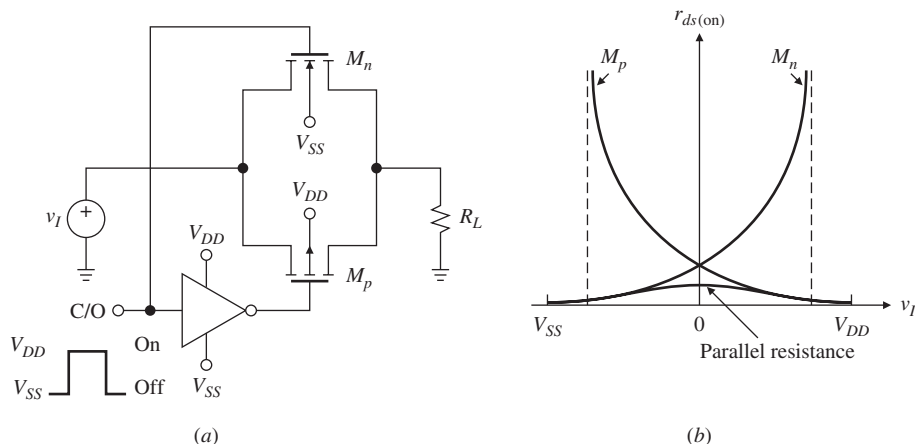 M_n
V_SS
V_DD
v_I
+
R_L
V_DD
M_p
C/O
V_DD
On
V_SS
V_SS
Off
(a)
r_ds(on)
M_p
M_n
V_SS
0
V_DD
v_I
Parallel resistance
(b)